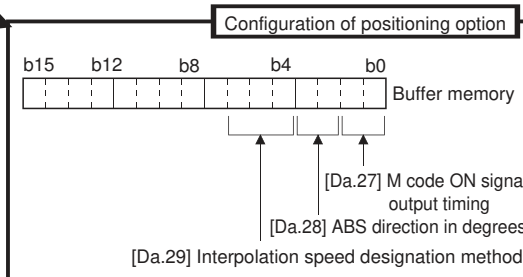 Configuration of positioning option
b15 b12 b8 b4 b0
Buffer memory
[Da.27] M code ON signa
output timing
[Da.28] ABS direction in degrees
[Da.29] Interpolation speed designation method